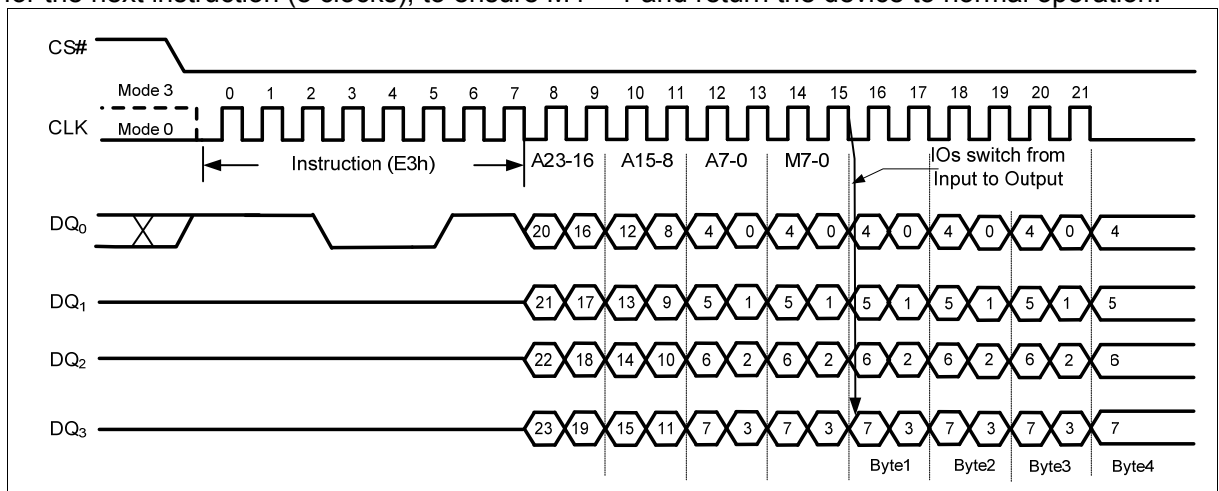 for the next instruction (8 clocks), to ensure M4 = 1 and return the device to normal operation.
CS#
Mode 3 0 1 2 3 4 5 6 7 8 9 10 11 12 13 14 15 16 17 18 19 20 21
CLK Mode 0
Instruction (E3h) A23-16 A15-8 A7-0 M7-0 IOs switch from
Input to Output
DQ0 20 16 12 8 4 0 4 0 4 0 4 0 4 0 4
DQ1 21 17 13 9 5 1 5 1 5 1 5 1 5 1 5
DQ2 22 18 14 10 6 2 6 2 6 2 6 2 6 2 6
DQ3 23 19 15 11 7 3 7 3 7 3 7 3 7 3 7
Byte1 Byte2 Byte3 Byte4